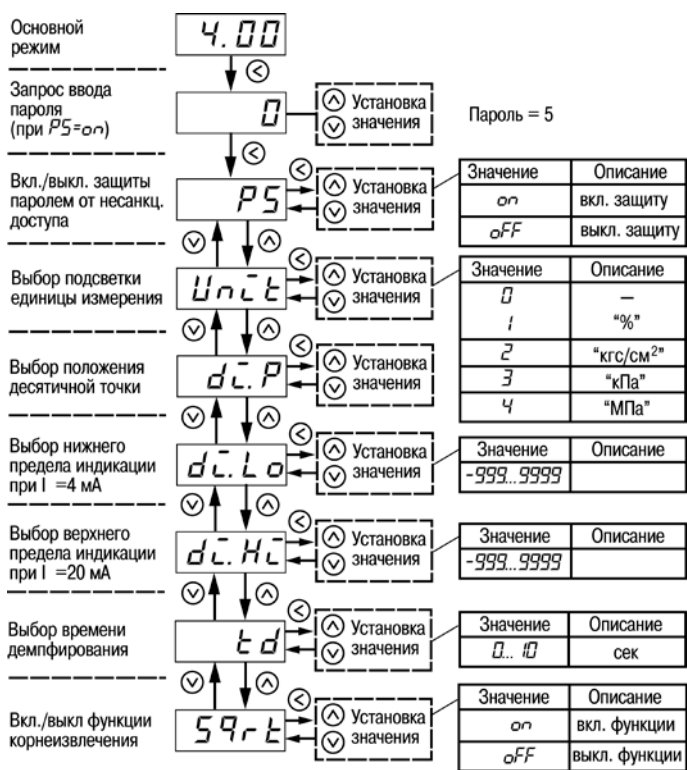 Основной
режим
4.00
Запрос ввода
пароля
(при PS=on)
0
Установка
значения
Пароль = 5
Вкл./выкл. защиты
паролем от несанкц.
доступа
PS
Установка
значения
Значение Описание
on вкл. защиту
oFF выкл. защиту
Выбор подсветки
единицы измерения
Unit
Установка
значения
Значение Описание
0 –
1 “%”
2 “кгс/см²”
3 “кПа”
4 “МПа”
Выбор положения
десятичной точки
di.P
Установка
значения
Выбор нижнего
предела индикации
при I =4 мА
di.Lo
Установка
значения
Значение Описание
-999...9999
Выбор верхнего
предела индикации
при I =20 мА
di.Hi
Установка
значения
Значение Описание
-999...9999
Выбор времени
демпфирования
td
Установка
значения
Значение Описание
0... 10 сек
Вкл./выкл функции
корнеизвлечения
Sqrt
Установка
значения
Значение Описание
on вкл. функции
oFF выкл. функции